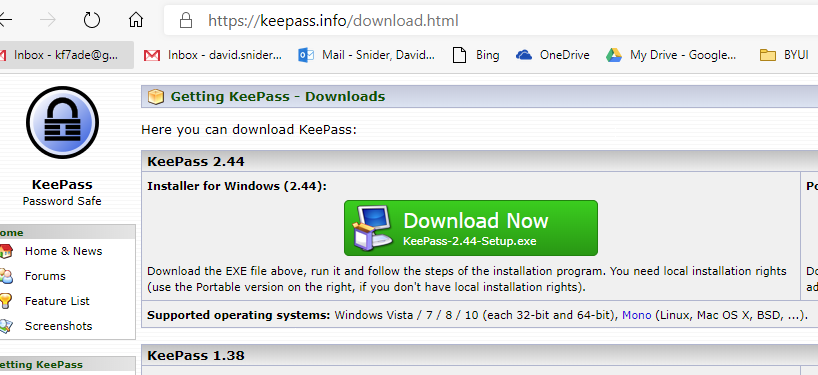 https://keepass.info/download.html
Inbox - kf7ade@g... Inbox - david.snider... Mail - Snider, David... Bing OneDrive My Drive - Google... BYUI
Getting KeePass - Downloads
Here you can download KeePass:
KeePass
Password Safe
ome
Home & News
Forums
Feature List
Screenshots
etting KeePass
KeePass 2.44
Installer for Windows (2.44):
Po
Download Now
KeePass-2.44-Setup.exe
Download the EXE file above, run it and follow the steps of the installation program. You need local installation rights
(use the Portable version on the right, if you don't have local installation rights).
Do
ad
Supported operating systems: Windows Vista / 7 / 8 / 10 (each 32-bit and 64-bit), Mono (Linux, Mac OS X, BSD, ...).
KeePass 1.38